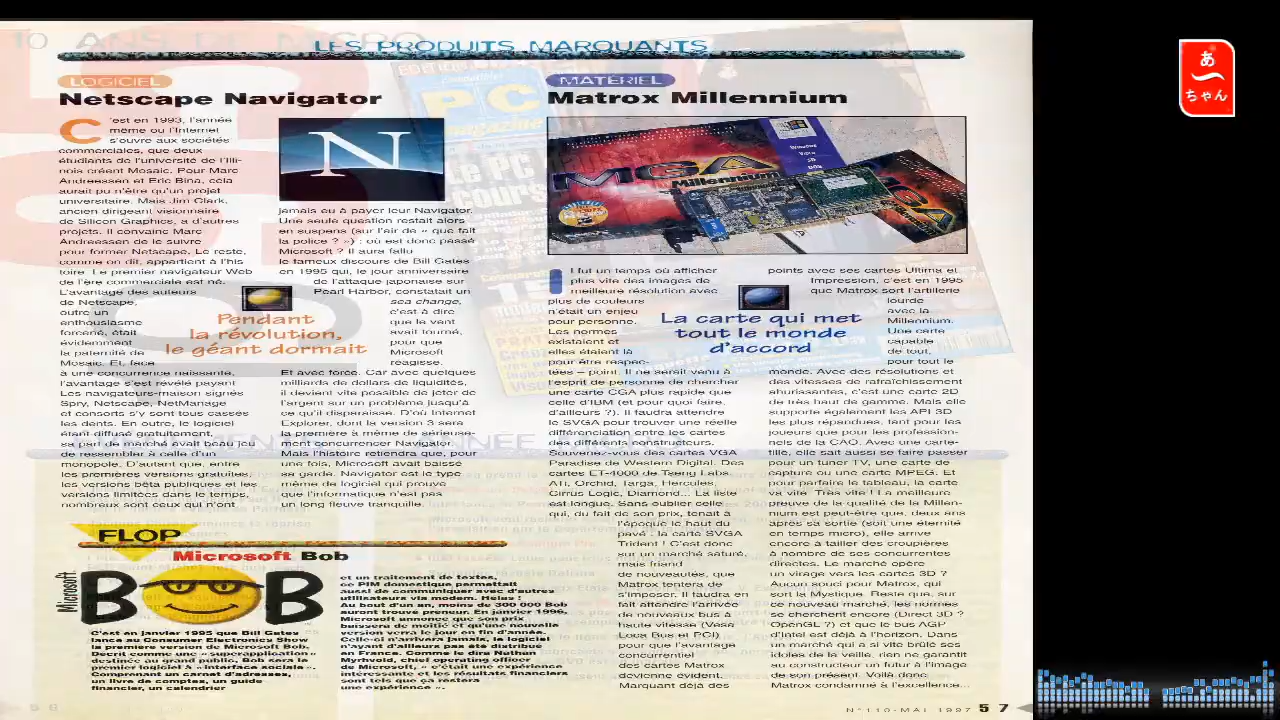 LES PRODUITS MARQUANTS
LOGICIEL
Netscape Navigator
C'est en 1993, l'année
même ou l'Internet
s'ouvre aux sociétés
commerciales, que deux
étudiants de l'université de l'Illi-
nois créent Mosaic. Pour Marc
Andreessen et Eric Bina, cela
aurait pu n'être qu'un projet
universitaire. Mais Jim Clark,
ancien dirigeant visionnaire
de Silicon Graphics, a d'autres
projets. Il convainc Marc
Andreessen de le suivre
pour former Netscape. Le reste,
comme on dit, appartient à l'his
toire. Le premier navigateur Web
de l'ère commerciale est né.
L'avantage des auteurs
de Netscape,
outre un
enthousiasme
forcené, était
évidemment
la paternité de
Mosaic. Et, face
à une concurrence naissante,
l'avantage s'est révélé payant
Les navigateurs-maison signés
Spry, Netscape, NetManage
et consorts s'y sont tous cassés
les dents. En outre, le logiciel
étant diffusé gratuitement,
sa part de marché avait beau jeu
de ressembler à celle d'un
monopole. D'autant que, entre
les premières versions gratuites,
les versions bêta publiques et les
versions limitées dans le temps,
nombreux sont ceux qui n'ont
N
jamais eu à payer leur Navigator.
Une seule question restait alors
en suspens (sur l'air de « que fait
la police ? ») : où est donc passé
Microsoft ? Il aura fallu
le fameux discours de Bill Gates
en 1995 qui, le jour anniversaire
de l'attaque japonaise sur
Pearl Harbor, constatait un
sea change,
c'est à dire
que le vent
avait tourné,
pour que
Microsoft
réagisse.
Et avec force. Car avec quelques
milliards de dollars de liquidités,
il devient vite possible de jeter de
l'argent sur un problème jusqu'à
ce qu'il disparaisse. D'où Internet
Explorer, dont la version 3 sera
la première à même de sérieuse-
ment concurrencer Navigator.
Mais l'histoire retiendra que, pour
une fois, Microsoft avait baissé
sa garde. Navigator est le type
même de logiciel qui prouve
que l'informatique n'est pas
un long fleuve tranquille.
Pendant
la révolution,
le géant dormait
FLOP
Microsoft Bob
Microsoft
BOB
C'est en janvier 1995 que Bill Gates
lance au Consumer Electronics Show
la première version de Microsoft Bob.
Décrit comme une « superapplication »
destinée au grand public, Bob sera le
premier logiciel à « interface sociale ».
Comprenant un carnet d'adresses,
un livre de comptes, un guide
financier, un calendrier
et un traitement de textes,
ce PIM domestique permettait
aussi de communiquer avec d'autres
utilisateurs via modem. Hélas !
Au bout d'un an, moins de 300 000 Bob
auront trouvé preneur. En janvier 1996,
Microsoft annonce que son prix
baissera de moitié et qu'une nouvelle
version verra le jour en fin d'année.
Celle-ci n'arrivera jamais, le logiciel
n'ayant d'ailleurs pas été distribué
en France. Comme le dira Nathan
Myrhvold, chief operating officer
de Microsoft, « c'était une expérience
intéressante et les résultats financiers
sont tels que ça restera
une expérience ».
MATÉRIEL
Matrox Millennium
MGA
Millennium
Il fut un temps où afficher
plus vite des images de
meilleure résolution avec
plus de couleurs
n'était un enjeu
pour personne.
Les normes
existaient et
elles étaient là
pour être respec-
tées – point. Il ne serait venu à
l'esprit de personne de chercher
une carte CGA plus rapide que
celle d'IBM (et pour quoi faire,
d'ailleurs ?). Il faudra attendre
le SVGA pour trouver une réelle
différenciation entre les cartes
des différents constructeurs.
Souvenez-vous des cartes VGA
Paradise de Western Digital. Des
cartes ET-4000 de Tseng Labs.
ATI, Orchid, Targa, Hercules,
Cirrus Logic, Diamond... La liste
est longue. Sans oublier celle
qui, du fait de son prix, tenait à
l'époque le haut du
pavé : la carte SVGA
Trident ! C'est donc
sur un marché saturé,
mais friand
de nouveautés, que
Matrox tentera de
s'imposer. Il faudra en
fait attendre l'arrivée
de nouveaux bus à
haute vitesse (Vesa
Loca Bus et PCI)
pour que l'avantage
concurrentiel
des cartes Matrox
devienne évident.
Marquant déjà des
La carte qui met
tout le monde
d'accord
points avec ses cartes Ultima et
Impression, c'est en 1995
que Matrox sort l'artillerie
lourde
avec la
Millennium.
Une carte
capable
de tout,
pour tout le
monde. Avec des résolutions et
des vitesses de rafraîchissement
ahurissantes, c'est une carte 2D
de très haut de gamme. Mais elle
supporte également les API 3D
les plus répandues, tant pour les
joueurs que pour les profession-
nels de la CAO. Avec une carte-
fille, elle sait aussi se faire passer
pour un tuner TV, une carte de
capture ou une carte MPEG. Et
pour parfaire le tableau, la carte
va vite. Très vite ! La meilleure
preuve de la qualité de la Millen-
nium est peut-être que, deux ans
après sa sortie (soit une éternité
en temps micro), elle arrive
encore à tailler des croupières
à nombre de ses concurrentes
directes. Le marché opère
un virage vers les cartes 3D ?
Aucun souci pour Matrox, qui
sort la Mystique. Reste que, sur
ce nouveau marché, les normes
se cherchent encore (Direct 3D ?
OpenGL ?) et que le bus AGP
d'Intel est déjà à l'horizon. Dans
un marché qui a si vite brûlé ses
idoles de la veille, rien ne garantit
au constructeur un futur à l'image
de son présent. Voilà donc
Matrox condamné à l'excellence...
N°110-MAI 1997 57
あーちゃん